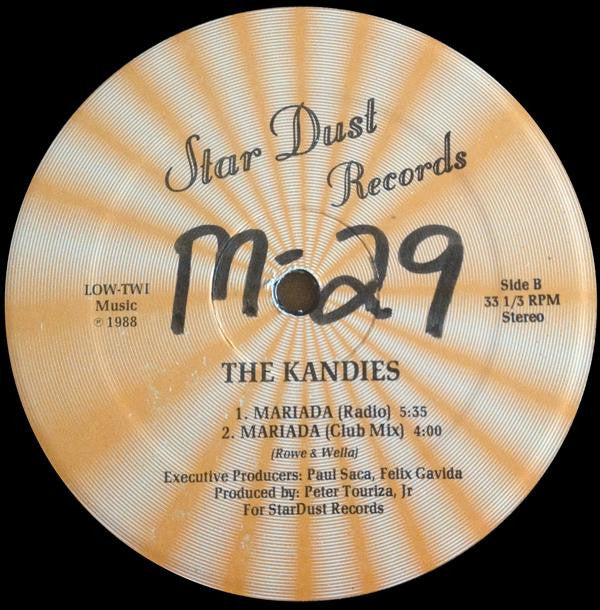 Star Dust
Records
M-29
LOW-TWI
Music
℗ 1988
Side B
33 1/3 RPM
Stereo
THE KANDIES
1. MARIADA (Radio) 5:35
2. MARIADA (Club Mix) 4:00
(Rowe & Wella)
Executive Producers: Paul Saca, Felix Gavida
Produced by: Peter Touriza, Jr
For StarDust Records